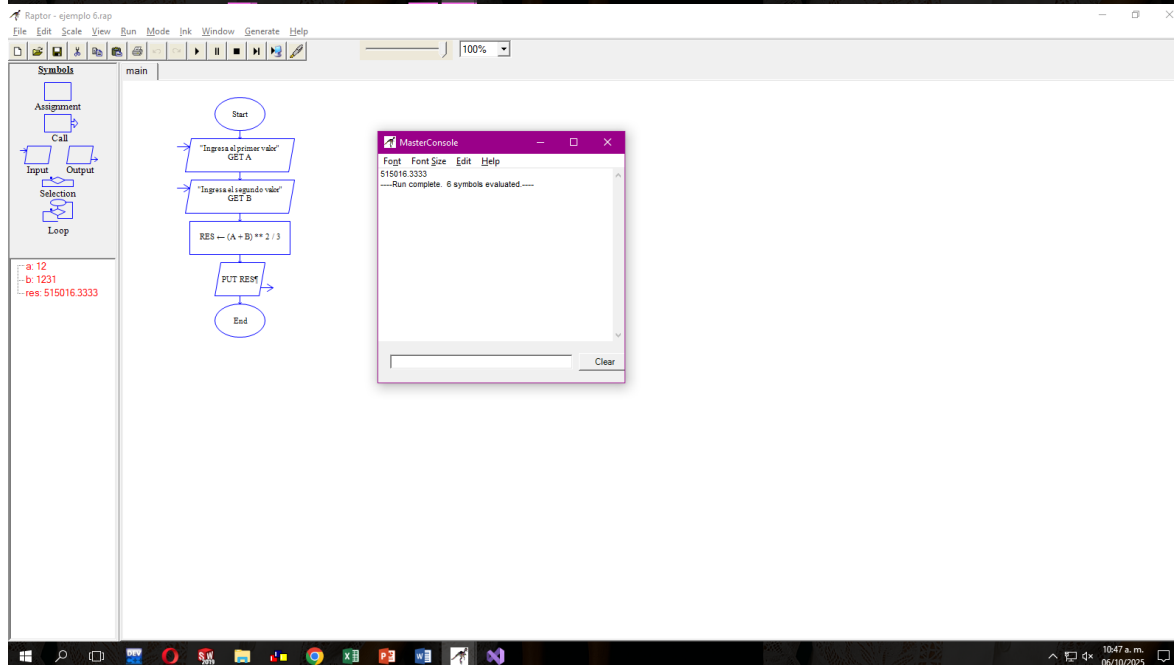 Raptor - ejemplo 6.rap
File Edit Scale View Run Mode Ink Window Generate Help
100%
Symbols
Assignment
Call
Input Output
Selection
Loop
a: 12
b: 1231
res: 515016.3333
main
Start
"Ingresa el primer valor"
GET A
"Ingresa el segundo valor"
GET B
RES ← (A + B) ** 2 / 3
PUT RES¶
End
MasterConsole
Font Font Size Edit Help
515016.3333
----Run complete. 6 symbols evaluated.----
Clear
DEV
SW
2019
10:47 a. m.
06/10/2025